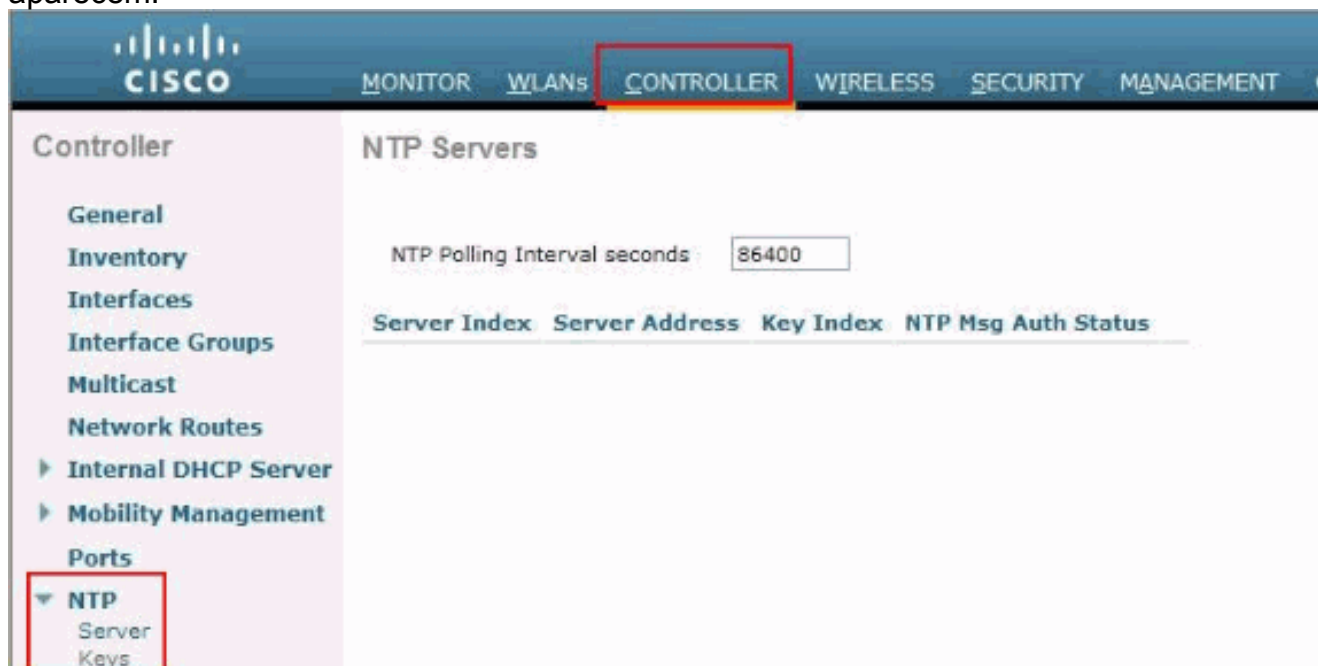 aparecem.
CISCO
MONITOR WLANs CONTROLLER WIRELESS SECURITY MANAGEMENT
Controller
NTP Servers
General
Inventory
NTP Polling Interval seconds 86400
Interfaces
Server Index Server Address Key Index NTP Msg Auth Status
Interface Groups
Multicast
Network Routes
Internal DHCP Server
Mobility Management
Ports
NTP
Server
Keys